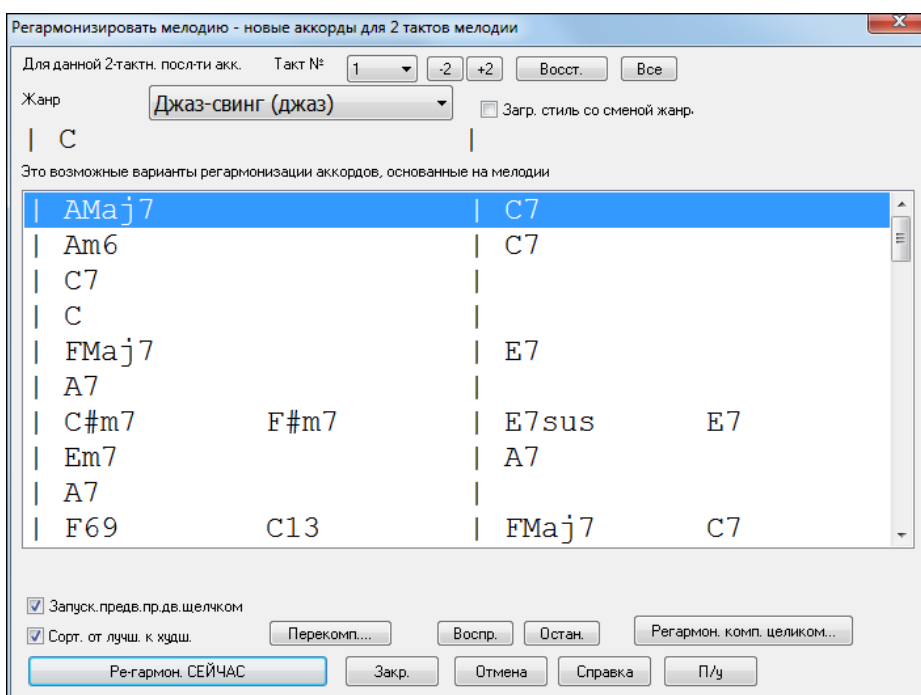 Регармонизировать мелодию - новые аккорды для 2 тактов мелодии
Для данной 2-тактн. посл-ти акк. Такт № 1 -2 +2 Восст. Все
Жанр Джаз-свинг (джаз) Загр. стиль со сменой жанр.
| C |
Это возможные варианты регармонизации аккордов, основанные на мелодии
| AMaj7 | C7
| Am6 | C7
| C7 |
| C |
| FMaj7 | E7
| A7 |
| C#m7 F#m7 | E7sus E7
| Em7 | A7
| A7 |
| F69 C13 | FMaj7 C7
Запуск.предв.пр.дв.щелчком
Сорт. от лучш. к худш. Перекомп.... Воспр. Остан. Регармон. комп. целиком...
Ре-гармон. СЕЙЧАС Закр. Отмена Справка П/у